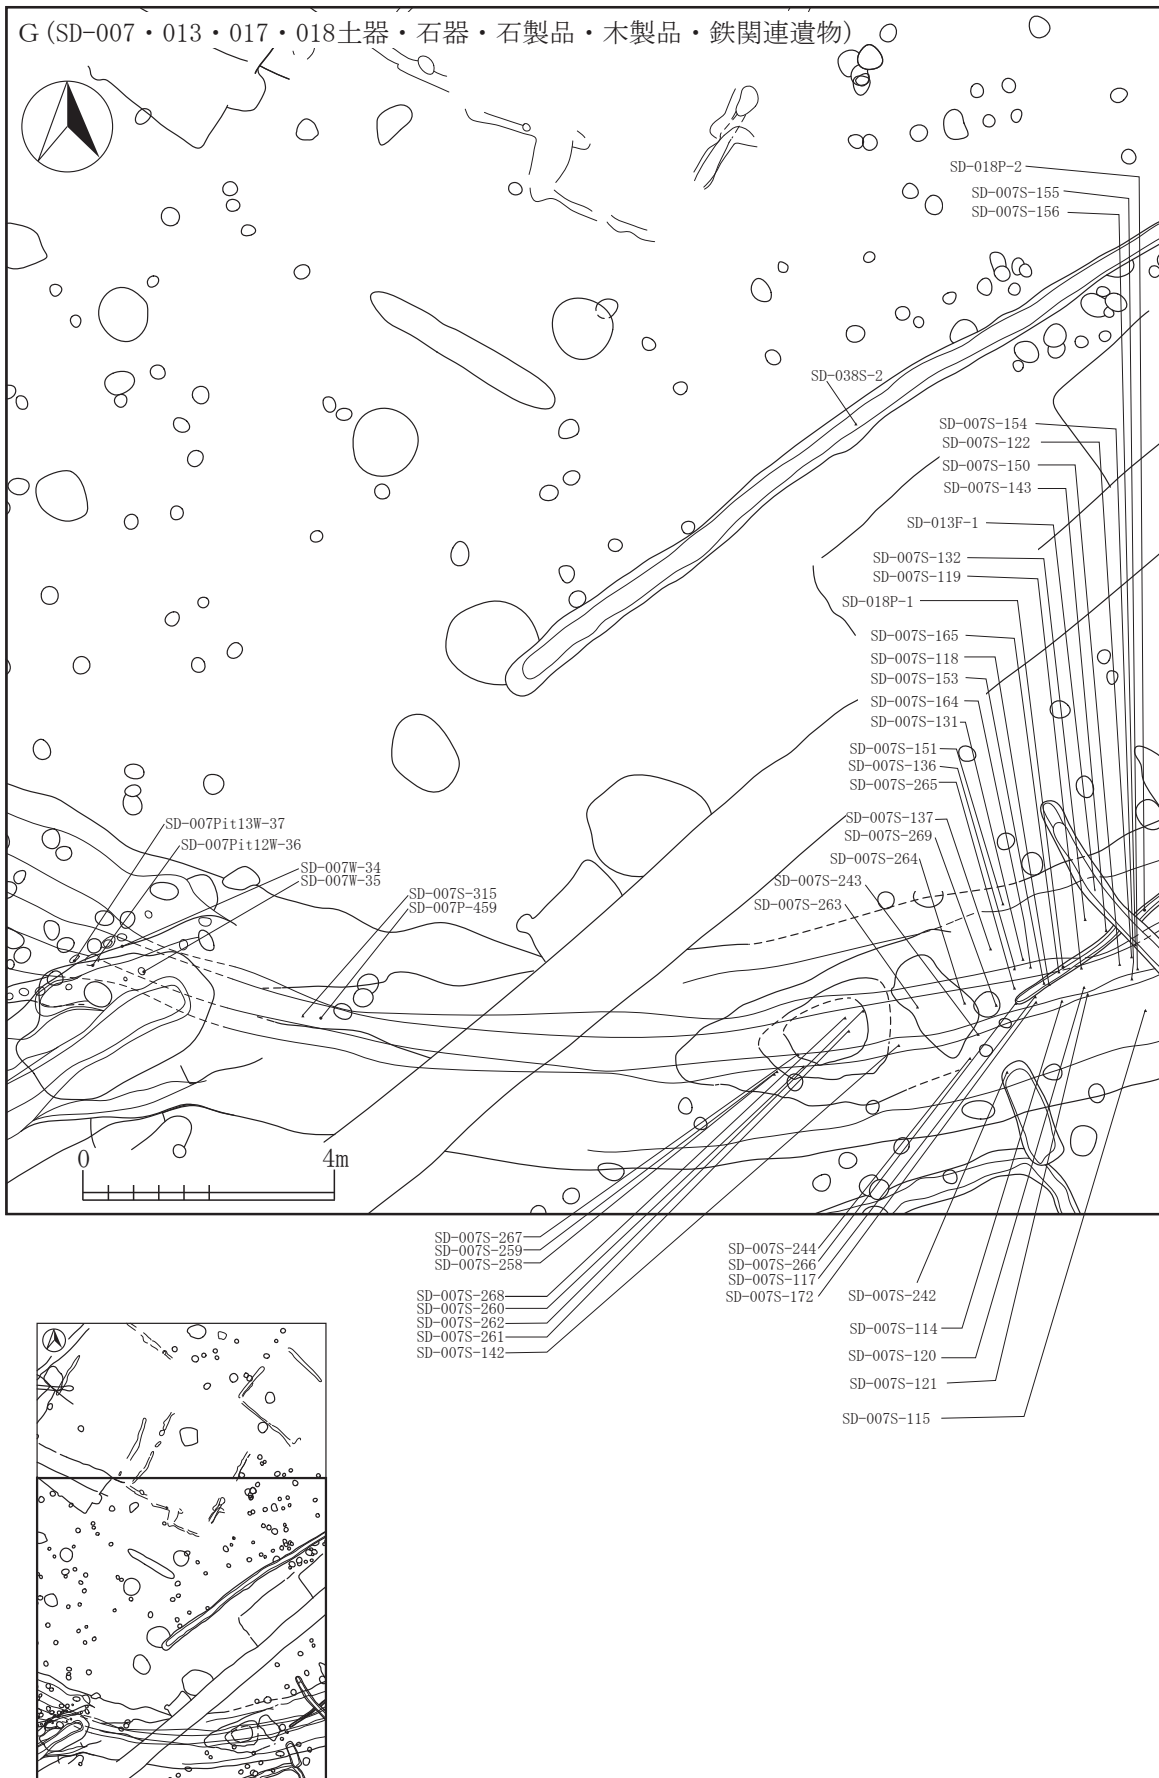 G(SD-007・013・017・018土器・石器・石製品・木製品・鉄関連遺物)
SD-018P-2
SD-007S-155
SD-007S-156
SD-038S-2
SD-007S-154
SD-007S-122
SD-007S-150
SD-007S-143
SD-013F-1
SD-007S-132
SD-007S-119
SD-018P-1
SD-007S-165
SD-007S-118
SD-007S-153
SD-007S-164
SD-007S-131
SD-007S-151
SD-007S-136
SD-007S-265
SD-007S-137
SD-007S-269
SD-007S-264
SD-007S-243
SD-007S-263
SD-007Pit13W-37
SD-007Pit12W-36
SD-007W-34
SD-007W-35
SD-007S-315
SD-007P-459
0 4m
SD-007S-267
SD-007S-259
SD-007S-258
SD-007S-268
SD-007S-260
SD-007S-262
SD-007S-261
SD-007S-142
SD-007S-244
SD-007S-266
SD-007S-117
SD-007S-172
SD-007S-242
SD-007S-114
SD-007S-120
SD-007S-121
SD-007S-115